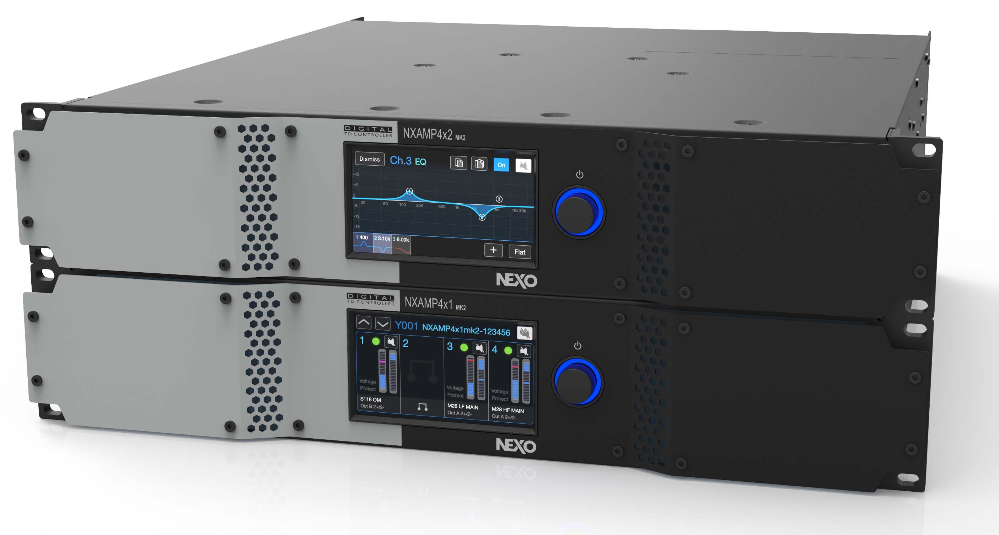 DIGITAL
TD CONTROLLER
NXAMP4x2 MK2
Dismiss
Ch.3 EQ
On
+12
+6
0
-6
-12
-18
20
50
100
200
500
1k
2k
5k
10k 20k
1
2
3
1 400
2 3.10k
3 6.00k
+
Flat
NEXO
DIGITAL
TD CONTROLLER
NXAMP4x1 MK2
Y001 NXAMP4x1mk2-123456
1
Voltage
Protect
S118 OM
Out B 2+/2-
2
3
Voltage
Protect
M28 LF MAIN
Out A 2+/2-
4
Voltage
Protect
M28 HF MAIN
Out A 2+/2-
NEXO